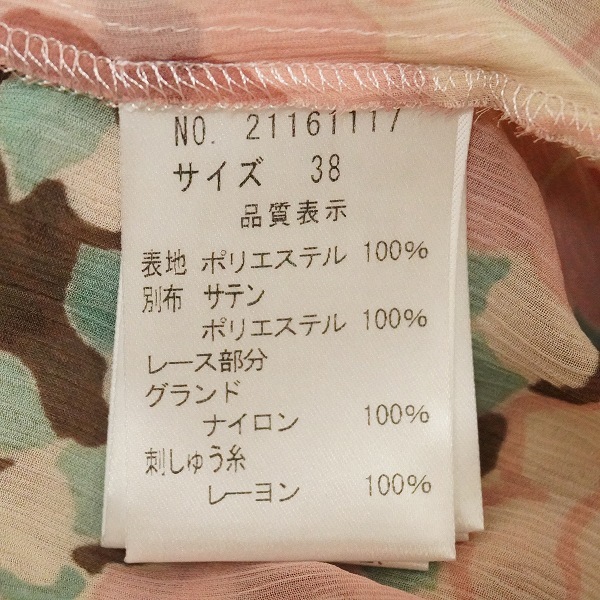 NO. 21161117
サイズ 38
品質表示
表地 ポリエステル 100%
別布 サテン
ポリエステル 100%
レース部分
グランド
ナイロン 100%
刺しゅう糸
レーヨン 100%